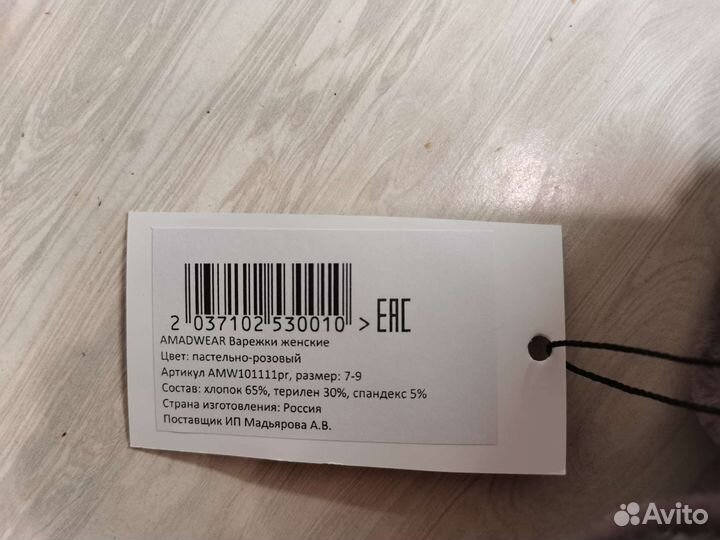 2 037102 530010 > EAC
AMADWEAR Варежки женские
Цвет: пастельно-розовый
Артикул AMW101111pr, размер: 7-9
Состав: хлопок 65%, терилен 30%, спандекс 5%
Страна изготовления: Россия
Поставщик ИП Мадьярова А.В.
Avito